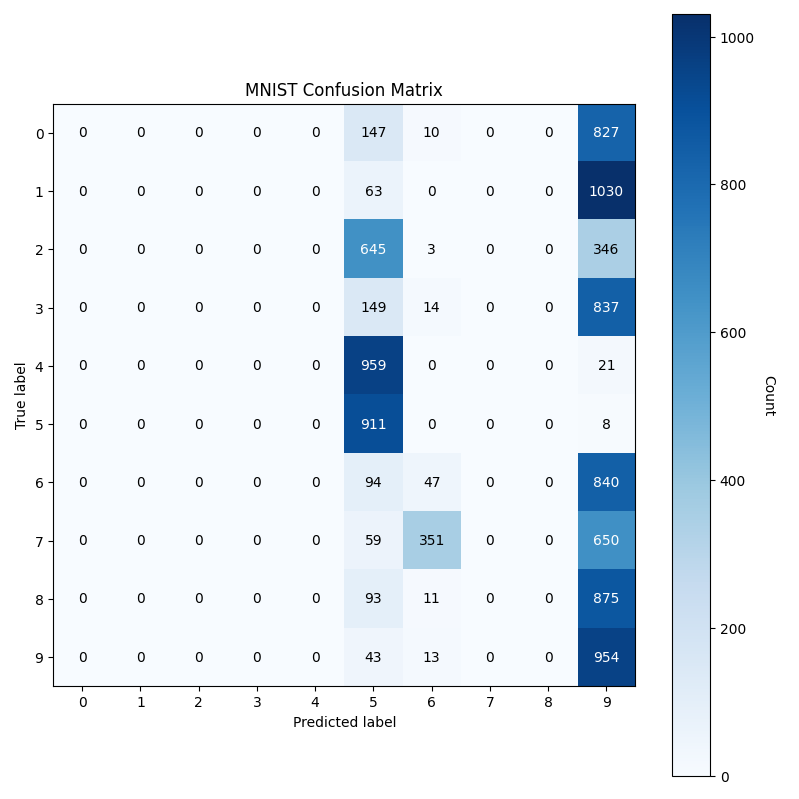 MNIST Confusion Matrix
0 0 0 0 0 0 147 10 0 0 827
1 0 0 0 0 0 63 0 0 0 1030
2 0 0 0 0 0 645 3 0 0 346
3 0 0 0 0 0 149 14 0 0 837
4 0 0 0 0 0 959 0 0 0 21
5 0 0 0 0 0 911 0 0 0 8
6 0 0 0 0 0 94 47 0 0 840
7 0 0 0 0 0 59 351 0 0 650
8 0 0 0 0 0 93 11 0 0 875
9 0 0 0 0 0 43 13 0 0 954
0 1 2 3 4 5 6 7 8 9
Predicted label
True label
1000
800
600
400
200
0
Count